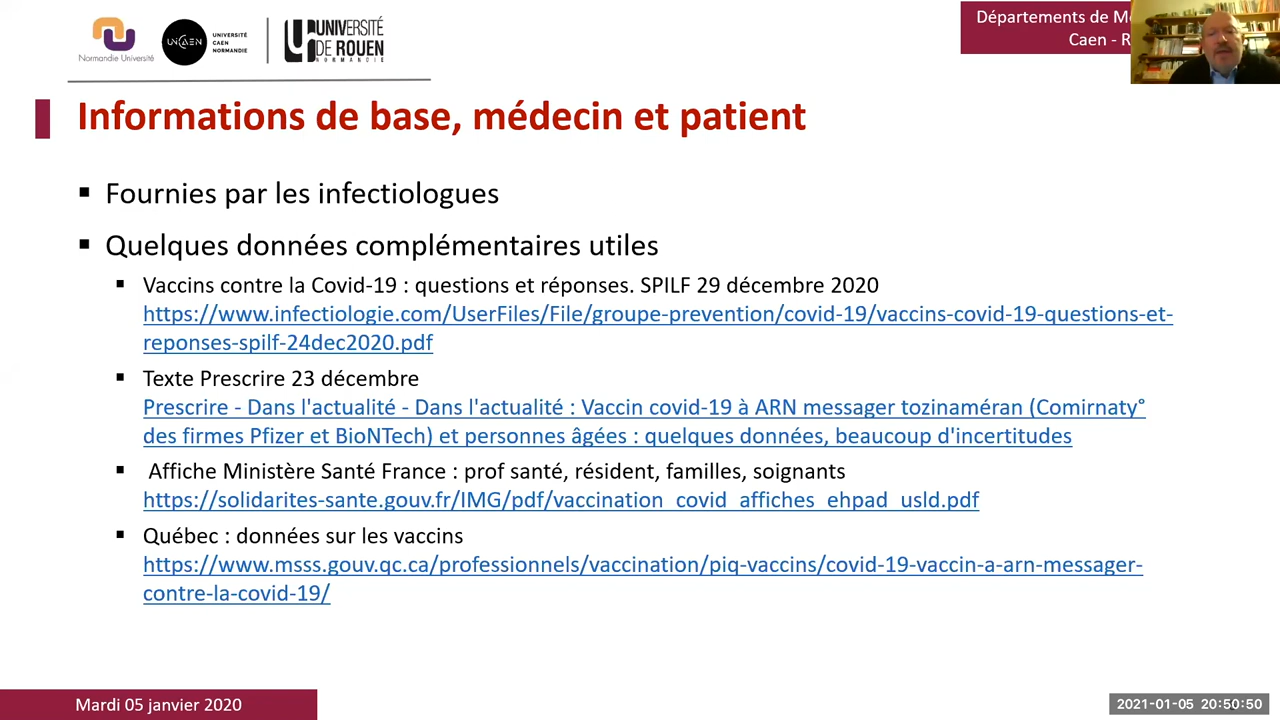 Normandie Université
UNICAEN
UNIVERSITÉ
CAEN
NORMANDIE
UNIVERSITÉ
DE ROUEN
NORMANDIE
Départements de
Caen -
Informations de base, médecin et patient
Fournies par les infectiologues
Quelques données complémentaires utiles
Vaccins contre la Covid-19 : questions et réponses. SPILF 29 décembre 2020
https://www.infectiologie.com/UserFiles/File/groupe-prevention/covid-19/vaccins-covid-19-questions-et-
reponses-spilf-24dec2020.pdf
Texte Prescrire 23 décembre
Prescrire - Dans l'actualité - Dans l'actualité : Vaccin covid-19 à ARN messager tozinaméran (Comirnaty°
des firmes Pfizer et BioNTech) et personnes âgées : quelques données, beaucoup d'incertitudes
Affiche Ministère Santé France : prof santé, résident, familles, soignants
https://solidarites-sante.gouv.fr/IMG/pdf/vaccination_covid_affiches_ehpad_usld.pdf
Québec : données sur les vaccins
https://www.msss.gouv.qc.ca/professionnels/vaccination/piq-vaccins/covid-19-vaccin-a-arn-messager-
contre-la-covid-19/
Mardi 05 janvier 2020
2021-01-05 20:50:50